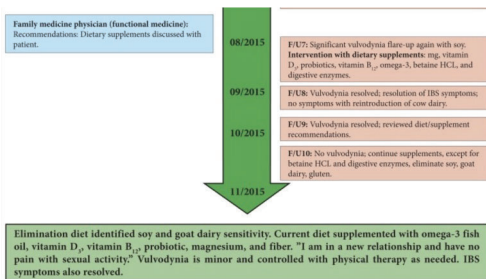 Family medicine physician (functional medicine):
Recommendations: Dietary supplements discussed with
patient.
08/2015
F/U7: Significant vulvodynia flare-up again with soy.
Intervention with dietary supplements: mg, vitamin
D₃, probiotics, vitamin B₁₂, omega-3, betaine HCL, and
digestive enzymes.
09/2015
F/U8: Vulvodynia resolved; resolution of IBS symptoms;
no symptoms with reintroduction of cow dairy.
10/2015
F/U9: Vulvodynia resolved; reviewed diet/supplement
recommendations.
F/U10: No vulvodynia; continue supplements, except for
betaine HCL and digestive enzymes, eliminate soy, goat
dairy, gluten.
11/2015
Elimination diet identified soy and goat dairy sensitivity. Current diet supplemented with omega-3 fish
oil, vitamin D₃, vitamin B₁₂, probiotic, magnesium, and fiber. "I am in a new relationship and have no
pain with sexual activity." Vulvodynia is minor and controlled with physical therapy as needed. IBS
symptoms also resolved.